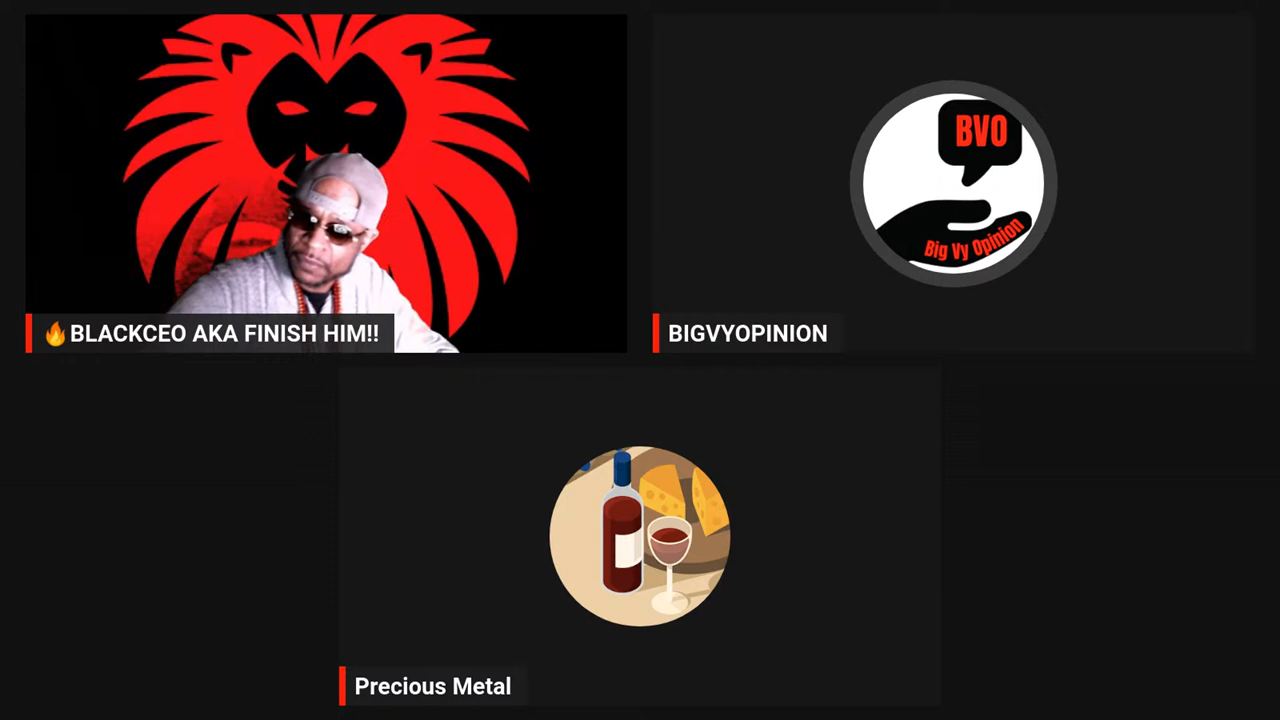 🔥BLACKCEO AKA FINISH HIM!!
BVO
Big Vy Opinion
BIGVYOPINION
Precious Metal